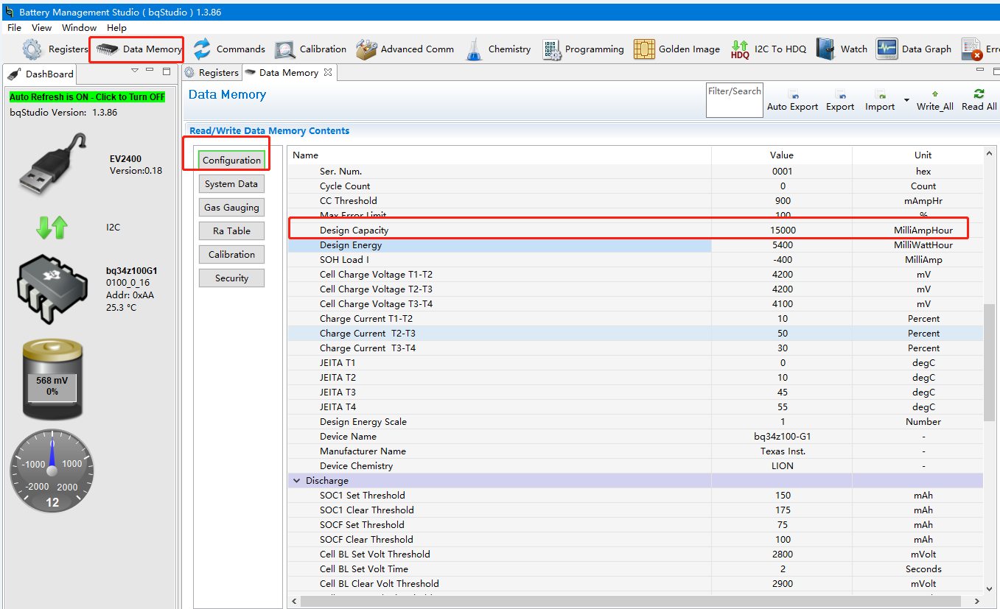 Battery Management Studio ( bqStudio ) 1.3.86
File View Window Help
Registers Data Memory Commands Calibration Advanced Comm Chemistry Programming Golden Image HDQ I2C To HDQ Watch Data Graph Erro
DashBoard
Registers Data Memory
Auto Refresh is ON - Click to Turn OFF
bqStudio Version: 1.3.86
EV2400
Version:0.18
I2C
bq34z100G1
0100_0_16
Addr: 0xAA
25.3 °C
568 mV
0%
0
-1000 1000
-2000 2000
12
Data Memory
Filter/Search
Auto Export Export Import Write_All Read All
Read/Write Data Memory Contents
Configuration
System Data
Gas Gauging
Ra Table
Calibration
Security
Name Value Unit
Ser. Num. 0001 hex
Cycle Count 0 Count
CC Threshold 900 mAmpHr
Max Error Limit 100 %
Design Capacity 15000 MilliAmpHour
Design Energy 5400 MilliWattHour
SOH Load I -400 MilliAmp
Cell Charge Voltage T1-T2 4200 mV
Cell Charge Voltage T2-T3 4200 mV
Cell Charge Voltage T3-T4 4100 mV
Charge Current T1-T2 10 Percent
Charge Current  T2-T3 50 Percent
Charge Current  T3-T4 30 Percent
JEITA T1 0 degC
JEITA T2 10 degC
JEITA T3 45 degC
JEITA T4 55 degC
Design Energy Scale 1 Number
Device Name bq34z100-G1 -
Manufacturer Name Texas Inst. -
Device Chemistry LION -
Discharge
SOC1 Set Threshold 150 mAh
SOC1 Clear Threshold 175 mAh
SOCF Set Threshold 75 mAh
SOCF Clear Threshold 100 mAh
Cell BL Set Volt Threshold 2800 mVolt
Cell BL Set Volt Time 2 Seconds
Cell BL Clear Volt Threshold 2900 mVolt